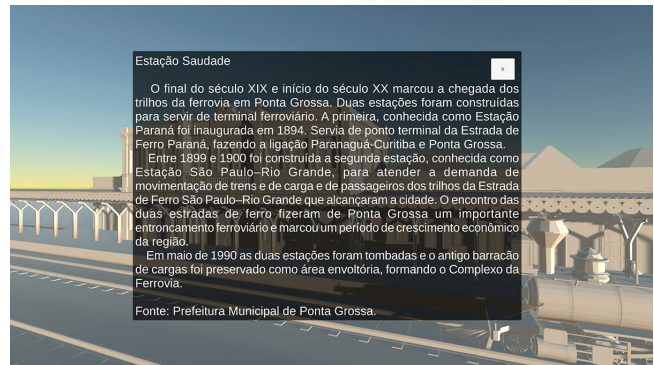 Estação Saudade
x
O final do século XIX e início do século XX marcou a chegada dos
trilhos da ferrovia em Ponta Grossa. Duas estações foram construídas
para servir de terminal ferroviário. A primeira, conhecida como Estação
Paraná foi inaugurada em 1894. Servia de ponto terminal da Estrada de
Ferro Paraná, fazendo a ligação Paranaguá-Curitiba e Ponta Grossa.
Entre 1899 e 1900 foi construída a segunda estação, conhecida como
Estação São Paulo–Rio Grande, para atender a demanda de
movimentação de trens e de carga e de passageiros dos trilhos da Estrada
de Ferro São Paulo–Rio Grande que alcançaram a cidade. O encontro das
duas estradas de ferro fizeram de Ponta Grossa um importante
entroncamento ferroviário e marcou um período de crescimento econômico
da região.
Em maio de 1990 as duas estações foram tombadas e o antigo barracão
de cargas foi preservado como área envoltória, formando o Complexo da
Ferrovia.
Fonte: Prefeitura Municipal de Ponta Grossa.